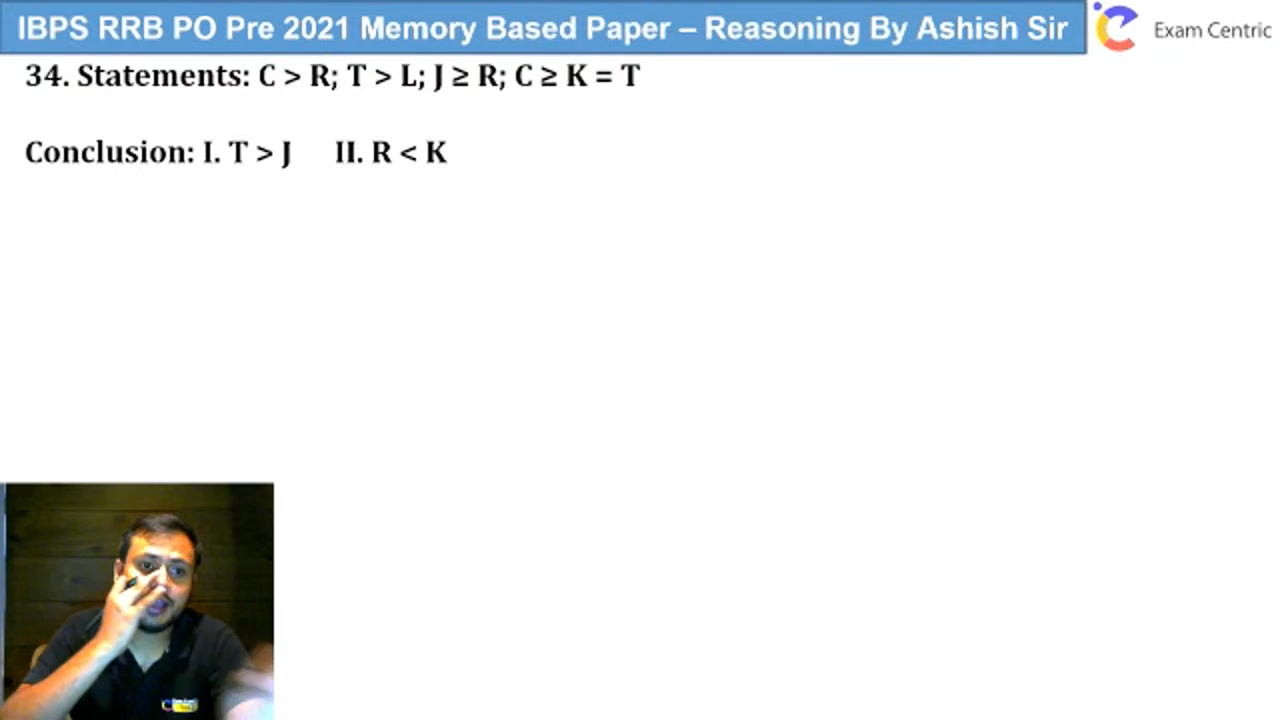 IBPS RRB PO Pre 2021 Memory Based Paper – Reasoning By Ashish Sir
Exam Centric
34. Statements: C > R; T > L; J ≥ R; C ≥ K = T
Conclusion: I. T > J II. R < K